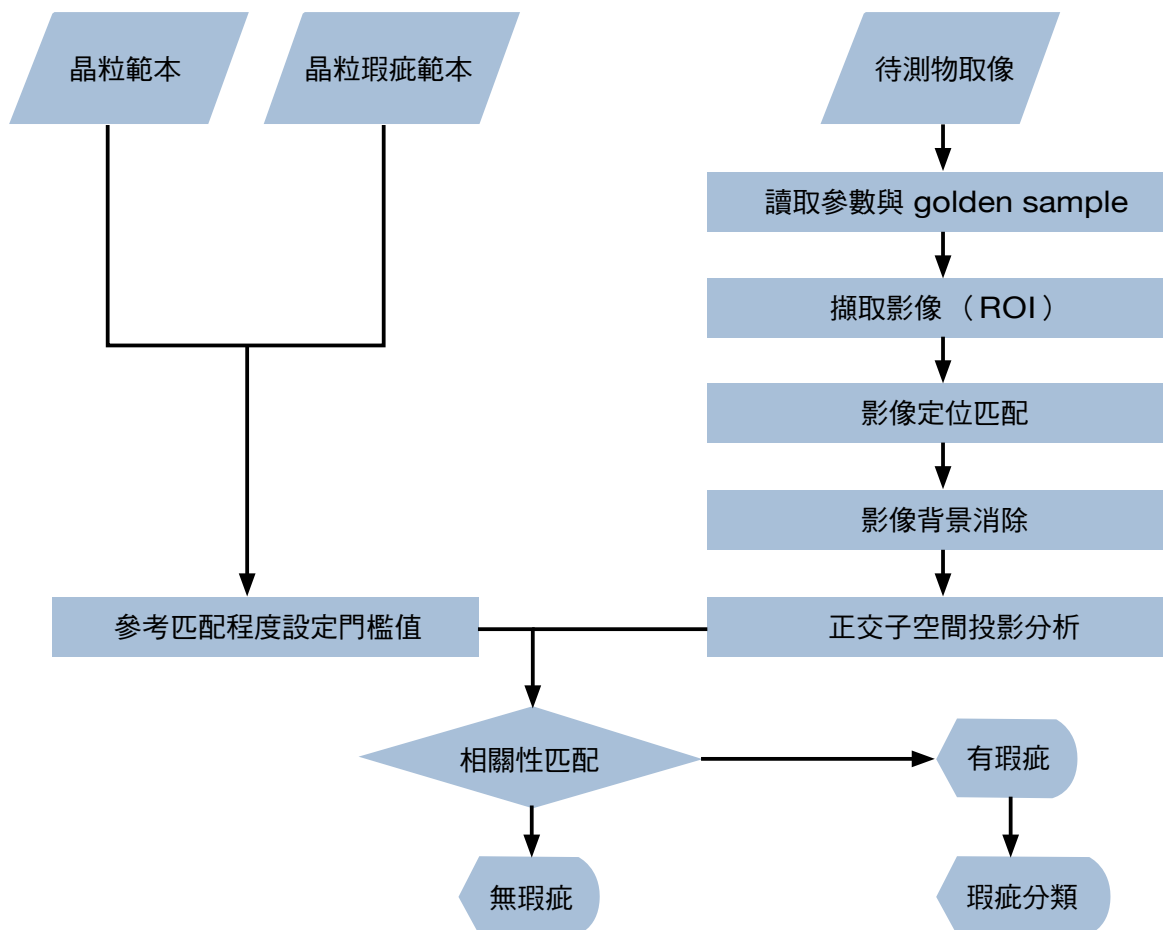 晶粒範本
晶粒瑕疵範本
待測物取像
讀取參數與 golden sample
擷取影像（ROI）
影像定位匹配
影像背景消除
參考匹配程度設定門檻值
正交子空間投影分析
相關性匹配
有瑕疵
無瑕疵
瑕疵分類